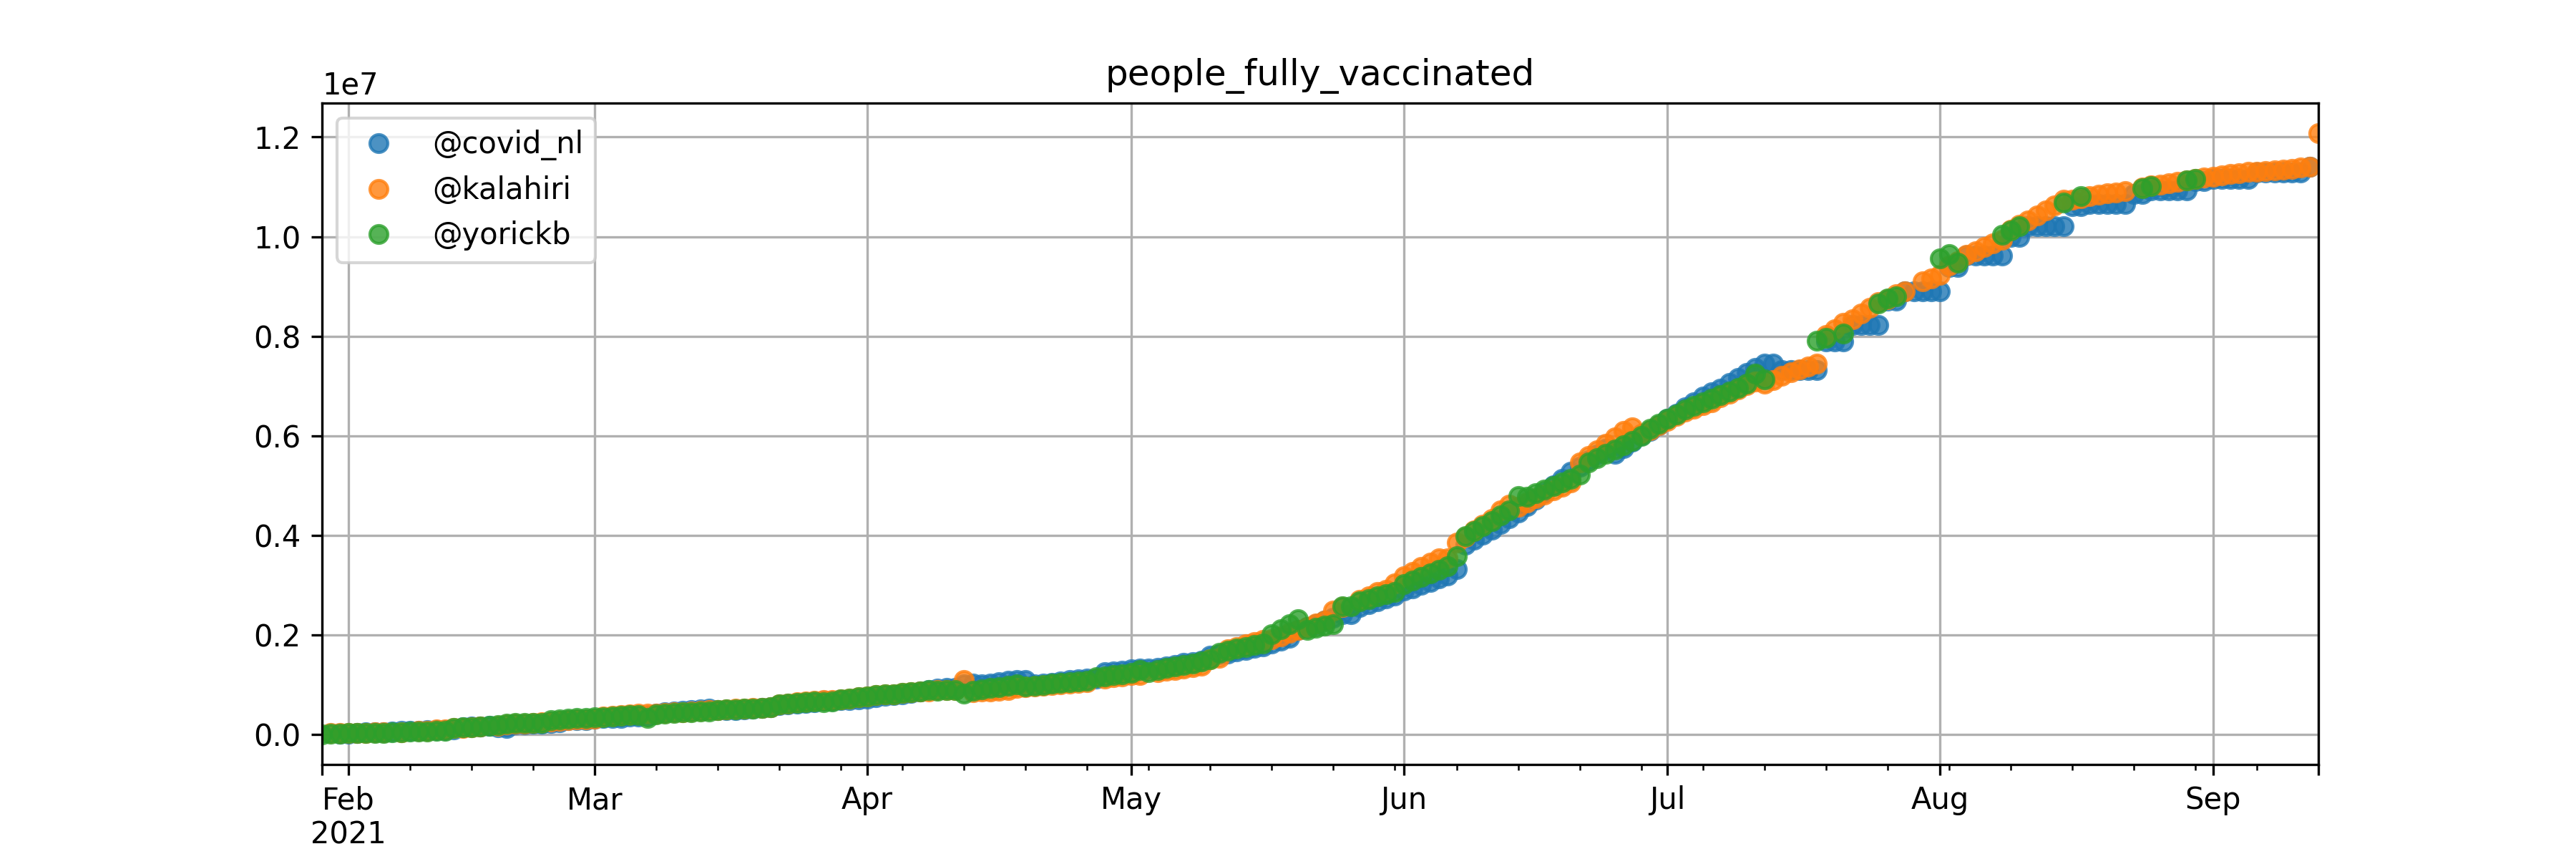 people_fully_vaccinated
1e7
@covid_nl
@kalahiri
@yorickb
1.2
1.0
0.8
0.6
0.4
0.2
0.0
Feb Mar Apr May Jun Jul Aug Sep
2021